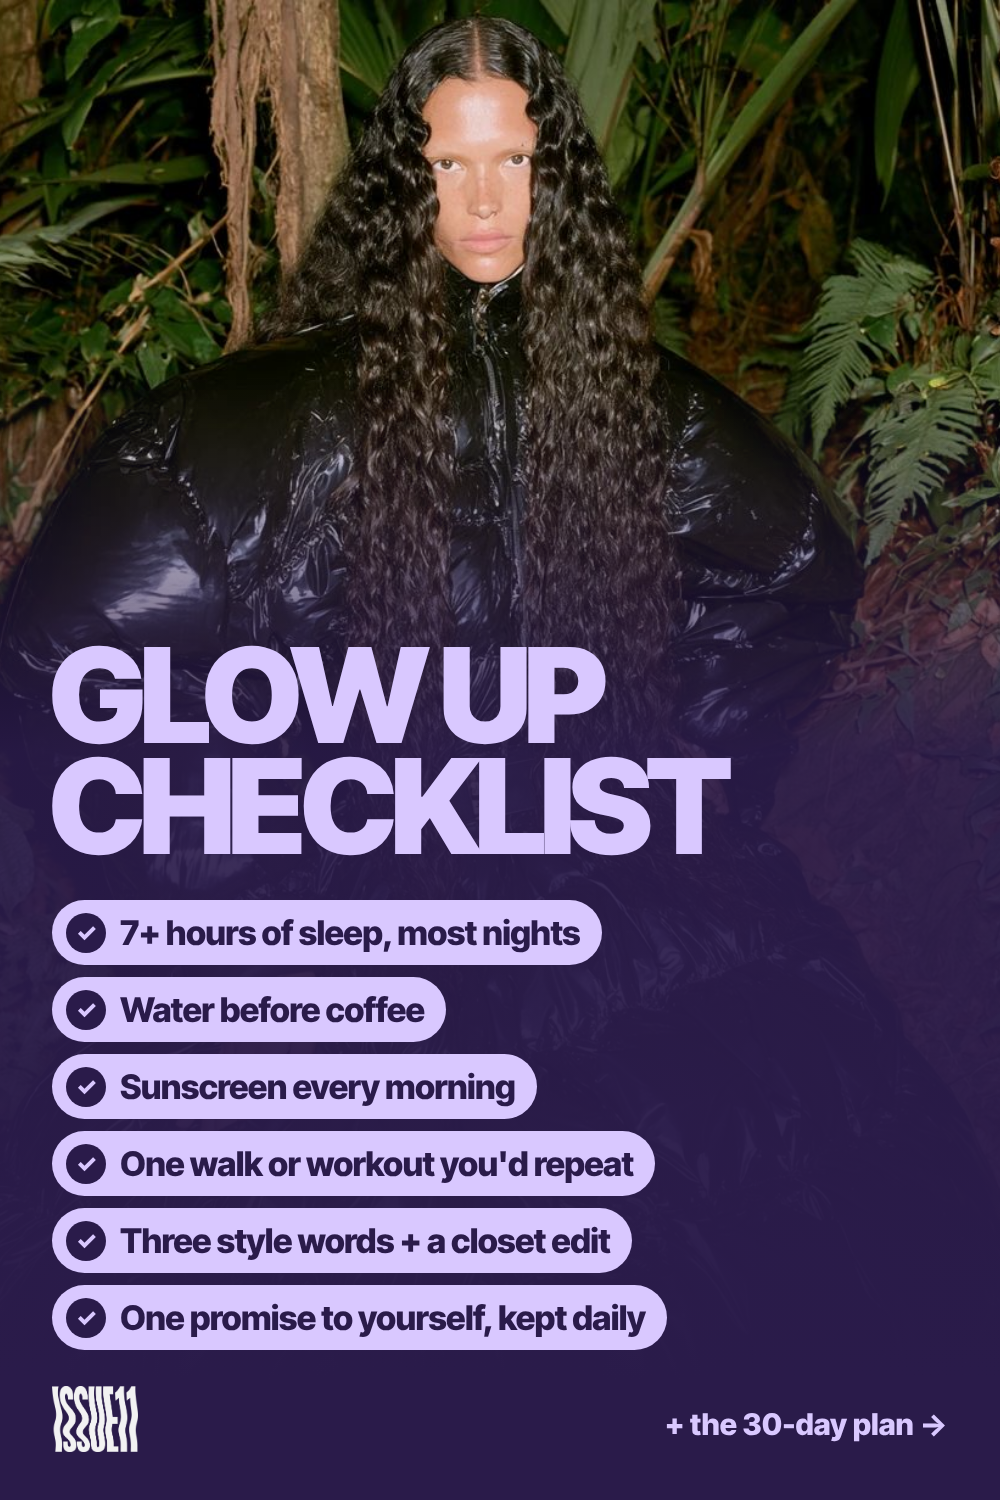 GLOW UP
CHECKLIST
7+ hours of sleep, most nights
Water before coffee
Sunscreen every morning
One walk or workout you'd repeat
Three style words + a closet edit
One promise to yourself, kept daily
ISSUE11
+ the 30-day plan →